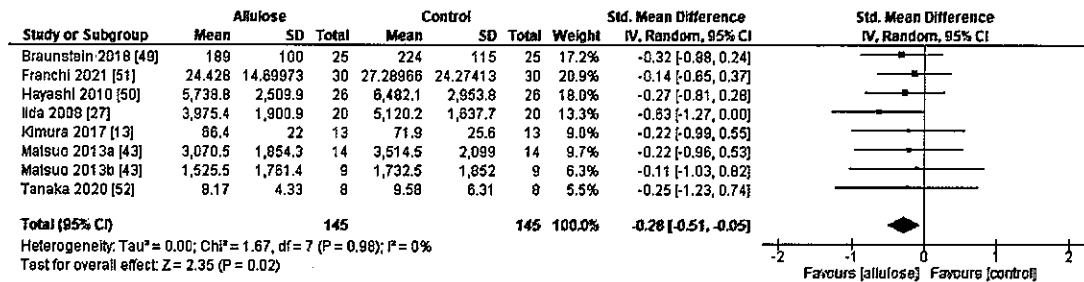 Allulose Control Std. Mean Difference Std. Mean Difference
Study or Subgroup Mean SD Total Mean SD Total Weight IV, Random, 95% CI IV, Random, 95% CI
Braunstein 2018 [49] 189 100 25 224 115 25 17.2% -0.32 [-0.88, 0.24]
Franchi 2021 [51] 24.428 14.69973 30 27.28966 24.27413 30 20.9% -0.14 [-0.65, 0.37]
Hayashi 2010 [50] 5,738.8 2,509.9 26 6,482.1 2,953.8 26 18.0% -0.27 [-0.81, 0.28]
Iida 2008 [27] 3,975.4 1,900.9 20 5,120.2 1,637.7 20 13.3% -0.63 [-1.27, 0.00]
Kimura 2017 [13] 66.4 22 13 71.9 25.6 13 9.0% -0.22 [-0.99, 0.55]
Matsuo 2013a [43] 3,070.5 1,854.3 14 3,514.5 2,099 14 9.7% -0.22 [-0.96, 0.53]
Matsuo 2013b [43] 1,525.5 1,761.4 9 1,732.5 1,852 9 6.3% -0.11 [-1.03, 0.82]
Tanaka 2020 [52] 8.17 4.33 8 9.58 6.31 8 5.5% -0.25 [-1.23, 0.74]
Total (95% CI) 145 145 100.0% -0.28 [-0.51, -0.05]
Heterogeneity: Tau² = 0.00; Chi² = 1.67, df = 7 (P = 0.98); I² = 0%
Test for overall effect: Z = 2.35 (P = 0.02)
-2 -1 0 1 2
Favours [allulose] Favours [control]